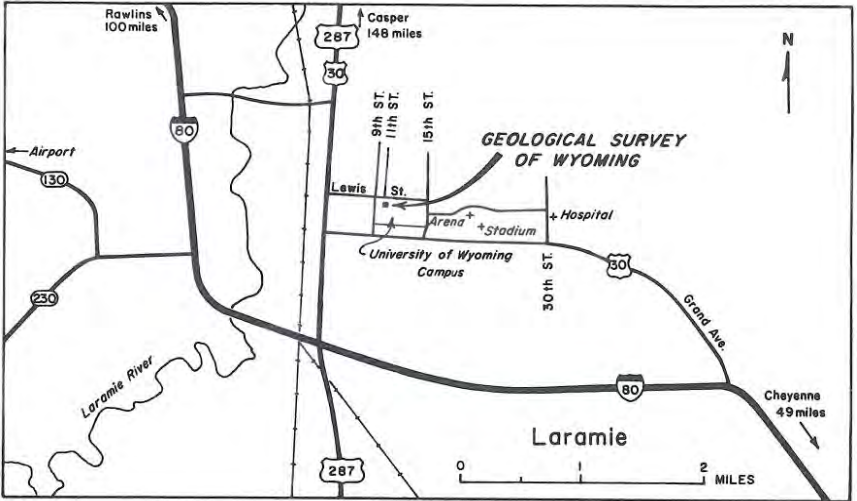 Rawlins
100 miles
Casper
148 miles
287
30
N
9th ST.
11th ST.
15th ST.
80
GEOLOGICAL SURVEY
OF WYOMING
Airport
130
Lewis St.
Arena
Stadium
Hospital
University of Wyoming
Campus
30th ST.
30
230
Grand Ave.
Laramie River
80
Cheyenne
49 miles
Laramie
287
0 1 2
MILES